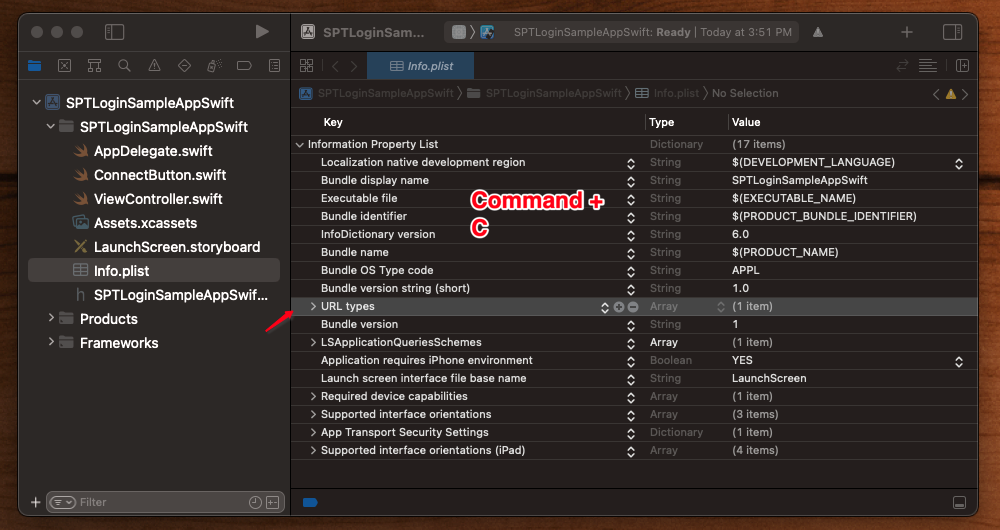 SPTLoginSam...
SPTLoginSampleAppSwift: Ready | Today at 3:51 PM
Info.plist
SPTLoginSampleAppSwift
SPTLoginSampleAppSwift
Info.plist
No Selection
SPTLoginSampleAppSwift
SPTLoginSampleAppSwift
AppDelegate.swift
ConnectButton.swift
ViewController.swift
Assets.xcassets
LaunchScreen.storyboard
Info.plist
h SPTLoginSampleAppSwif...
Products
Frameworks
Filter
Key Type Value
Information Property List Dictionary (17 items)
Localization native development region String $(DEVELOPMENT_LANGUAGE)
Bundle display name String SPTLoginSampleAppSwift
Executable file String $(EXECUTABLE_NAME)
Bundle identifier String $(PRODUCT_BUNDLE_IDENTIFIER)
InfoDictionary version String 6.0
Bundle name String $(PRODUCT_NAME)
Bundle OS Type code String APPL
Bundle version string (short) String 1.0
URL types Array (1 item)
Bundle version String 1
LSApplicationQueriesSchemes Array (1 item)
Application requires iPhone environment Boolean YES
Launch screen interface file base name String LaunchScreen
Required device capabilities Array (1 item)
Supported interface orientations Array (3 items)
App Transport Security Settings Dictionary (1 item)
Supported interface orientations (iPad) Array (4 items)
Command +
C